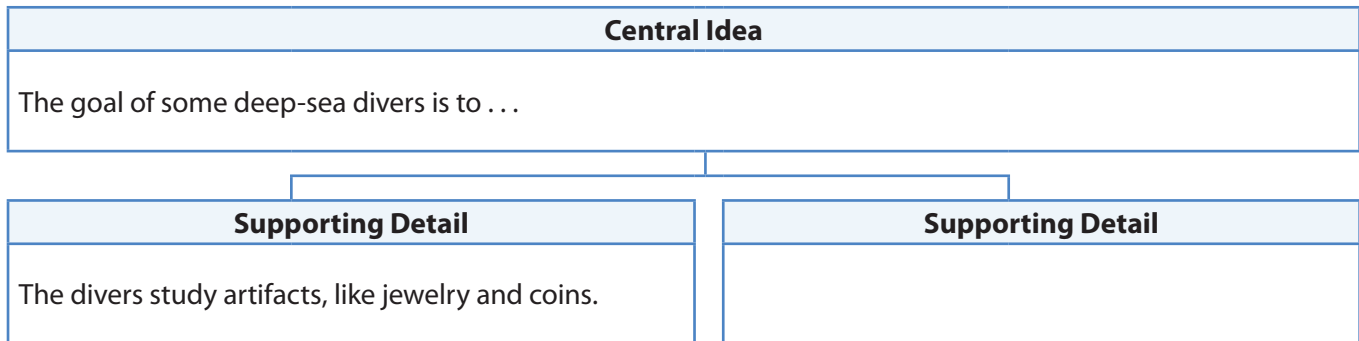 Central Idea
The goal of some deep-sea divers is to . . .
Supporting Detail
The divers study artifacts, like jewelry and coins.
Supporting Detail